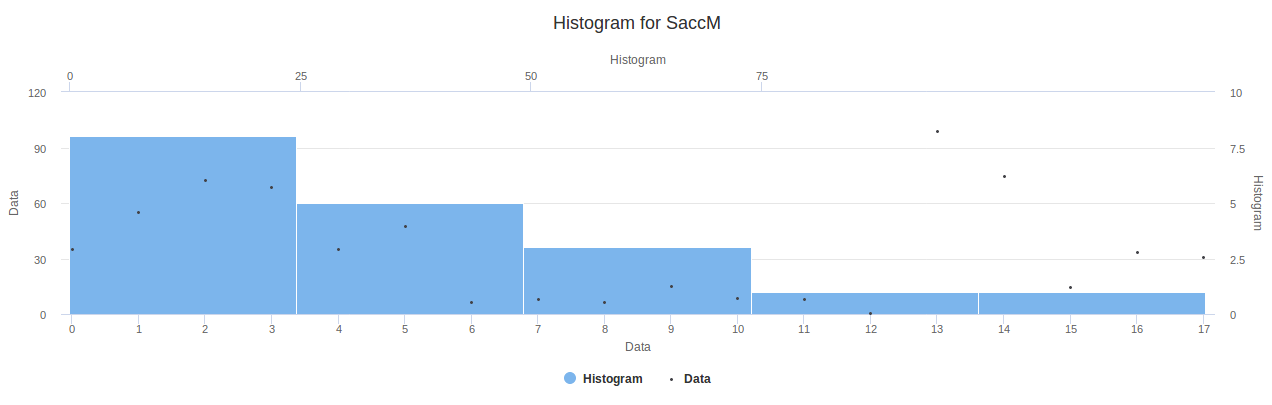 Histogram for SaccM
Histogram
0 25 50 75
120 10
90 7.5
60 5
30 2.5
0 0
Data
Histogram
0 1 2 3 4 5 6 7 8 9 10 11 12 13 14 15 16 17
Data
Histogram Data